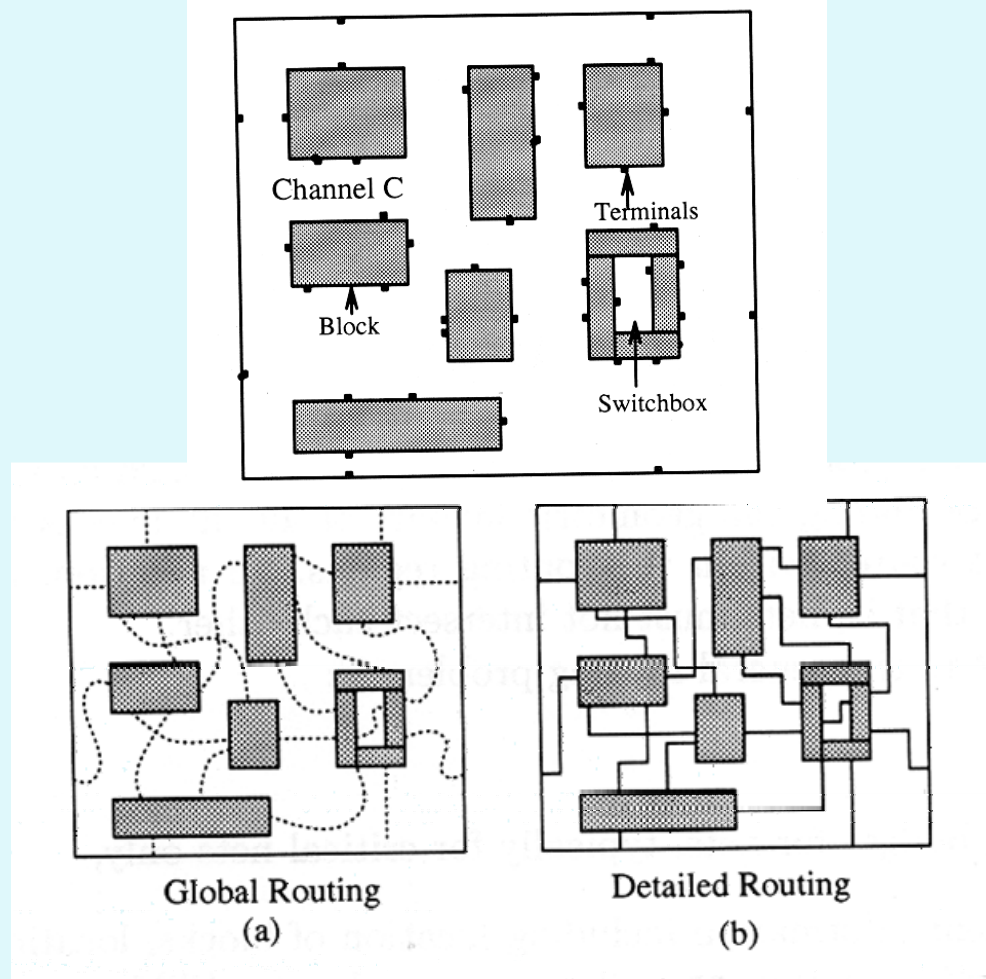 Channel C
Terminals
Block
Switchbox
Global Routing
(a)
Detailed Routing
(b)